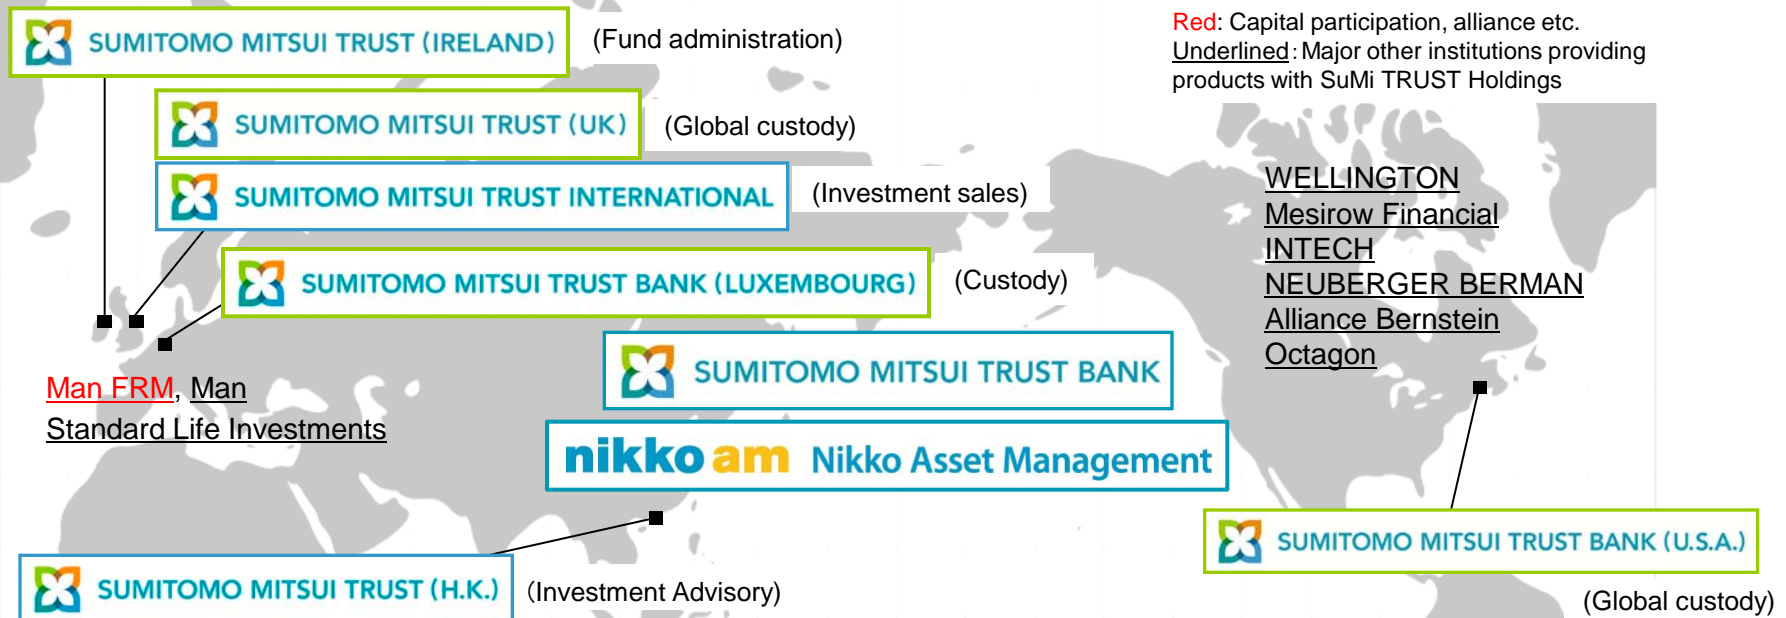 SUMITOMO MITSUI TRUST (IRELAND) (Fund administration)
Red: Capital participation, alliance etc.
Underlined: Major other institutions providing
products with SuMi TRUST Holdings
SUMITOMO MITSUI TRUST (UK) (Global custody)
SUMITOMO MITSUI TRUST INTERNATIONAL (Investment sales)
SUMITOMO MITSUI TRUST BANK (LUXEMBOURG) (Custody)
WELLINGTON
Mesirow Financial
INTECH
NEUBERGER BERMAN
Alliance Bernstein
Octagon
SUMITOMO MITSUI TRUST BANK
Man FRM, Man
Standard Life Investments
nikko am Nikko Asset Management
SUMITOMO MITSUI TRUST BANK (U.S.A.)
(Global custody)
SUMITOMO MITSUI TRUST (H.K.) (Investment Advisory)